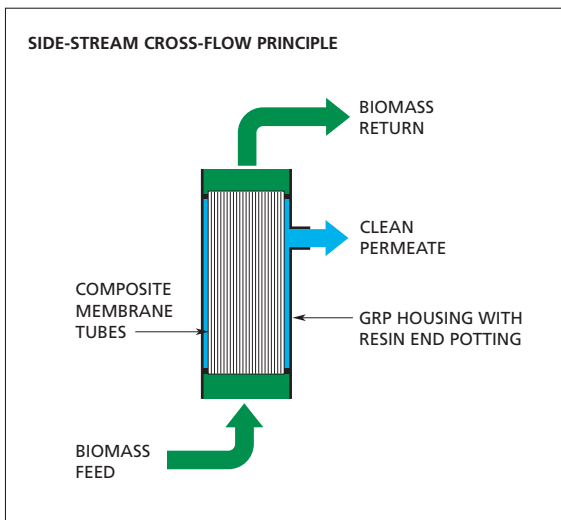 SIDE-STREAM CROSS-FLOW PRINCIPLE
BIOMASS
RETURN
CLEAN
PERMEATE
COMPOSITE
MEMBRANE
TUBES
GRP HOUSING WITH
RESIN END POTTING
BIOMASS
FEED